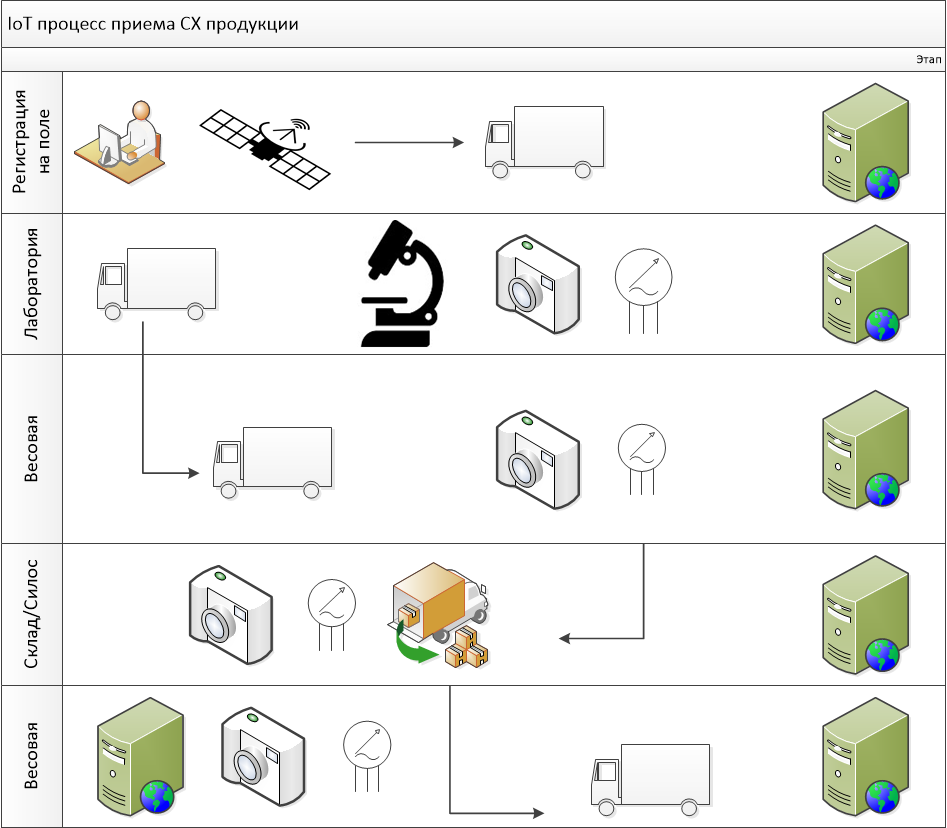 IoT процесс приема СХ продукции
Этап
Регистрация
на поле
Лаборатория
Весовая
Склад/Силос
Весовая